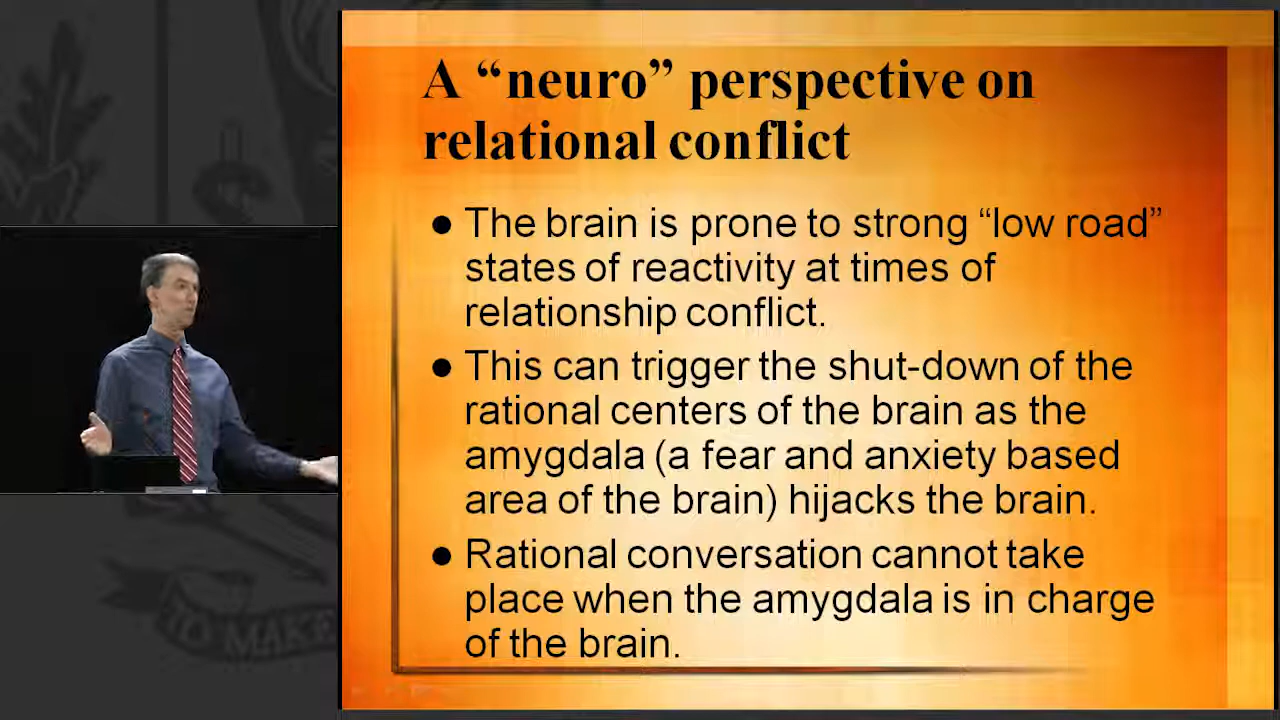 A “neuro” perspective on
relational conflict
● The brain is prone to strong “low road”
states of reactivity at times of
relationship conflict.
● This can trigger the shut-down of the
rational centers of the brain as the
amygdala (a fear and anxiety based
area of the brain) hijacks the brain.
● Rational conversation cannot take
place when the amygdala is in charge
of the brain.
TO MAKE